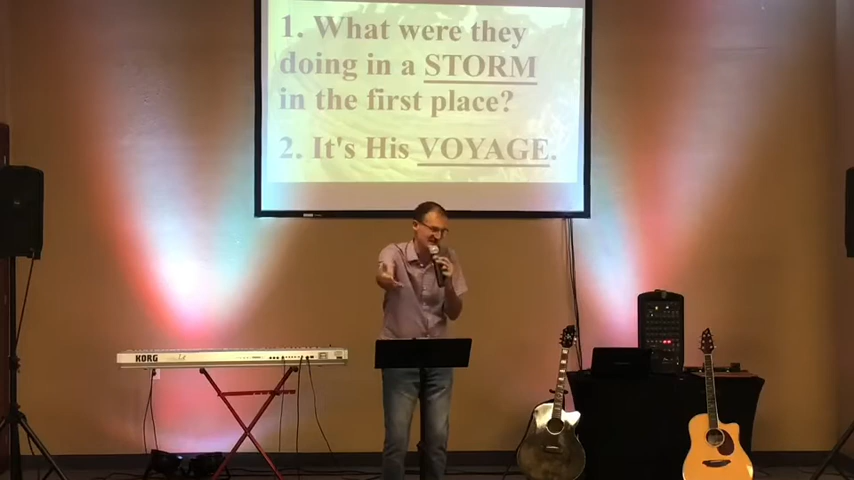 1. What were they
doing in a STORM
in the first place?
2. It's His VOYAGE.
KORG